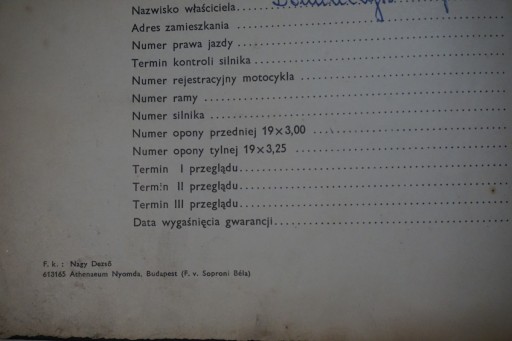 Nazwisko właściciela
Adres zamieszkania
Numer prawa jazdy
Termin kontroli silnika
Numer rejestracyjny motocykla
Numer ramy
Numer silnika
Numer opony przedniej 19×3,00
Numer opony tylnej 19×3,25
Termin I przeglądu
Termin II przeglądu
Termin III przeglądu
Data wygaśnięcia gwarancji
F. k.: Nagy Dezső
613165 Athenaeum Nyomda, Budapest (F. v. Soproni Béla)